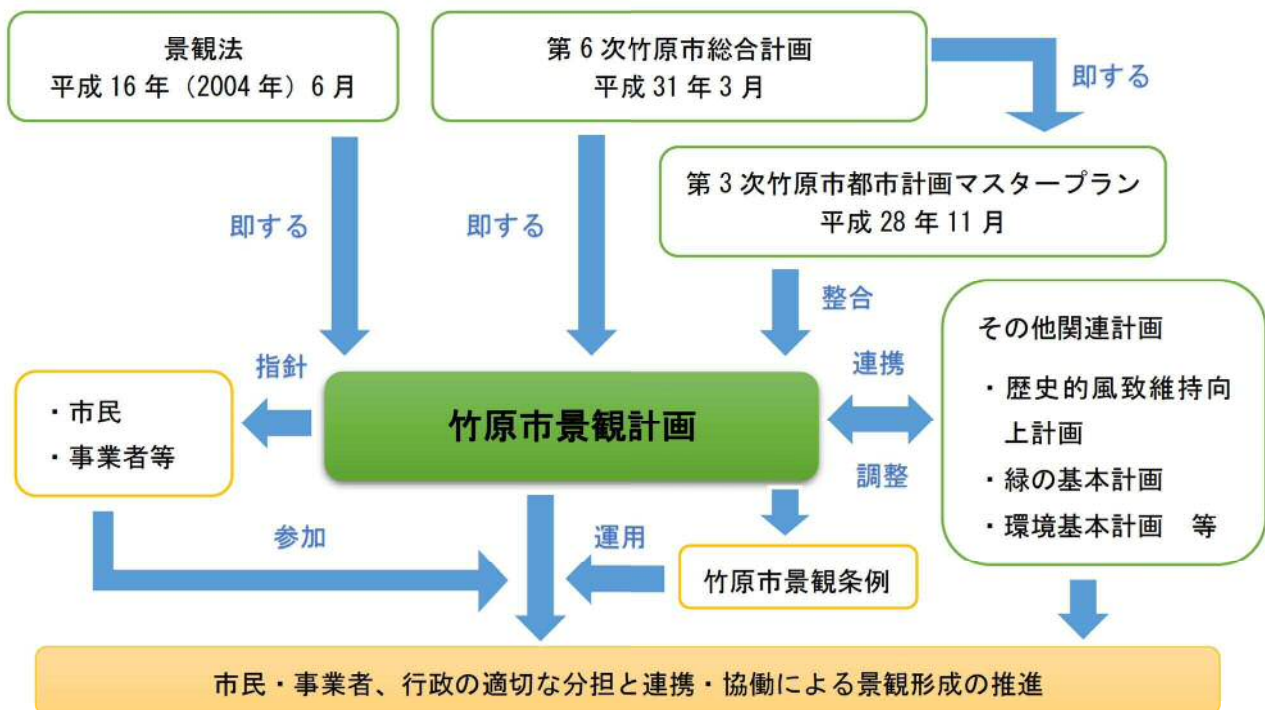 景観法
平成 16 年（2004 年）6 月
第 6 次竹原市総合計画
平成 31 年 3 月
即する
第 3 次竹原市都市計画マスタープラン
平成 28 年 11 月
即する
即する
整合
その他関連計画
・歴史的風致維持向
上計画
・緑の基本計画
・環境基本計画　等
指針
連携
・市民
・事業者等
竹原市景観計画
調整
参加
運用
竹原市景観条例
市民・事業者、行政の適切な分担と連携・協働による景観形成の推進